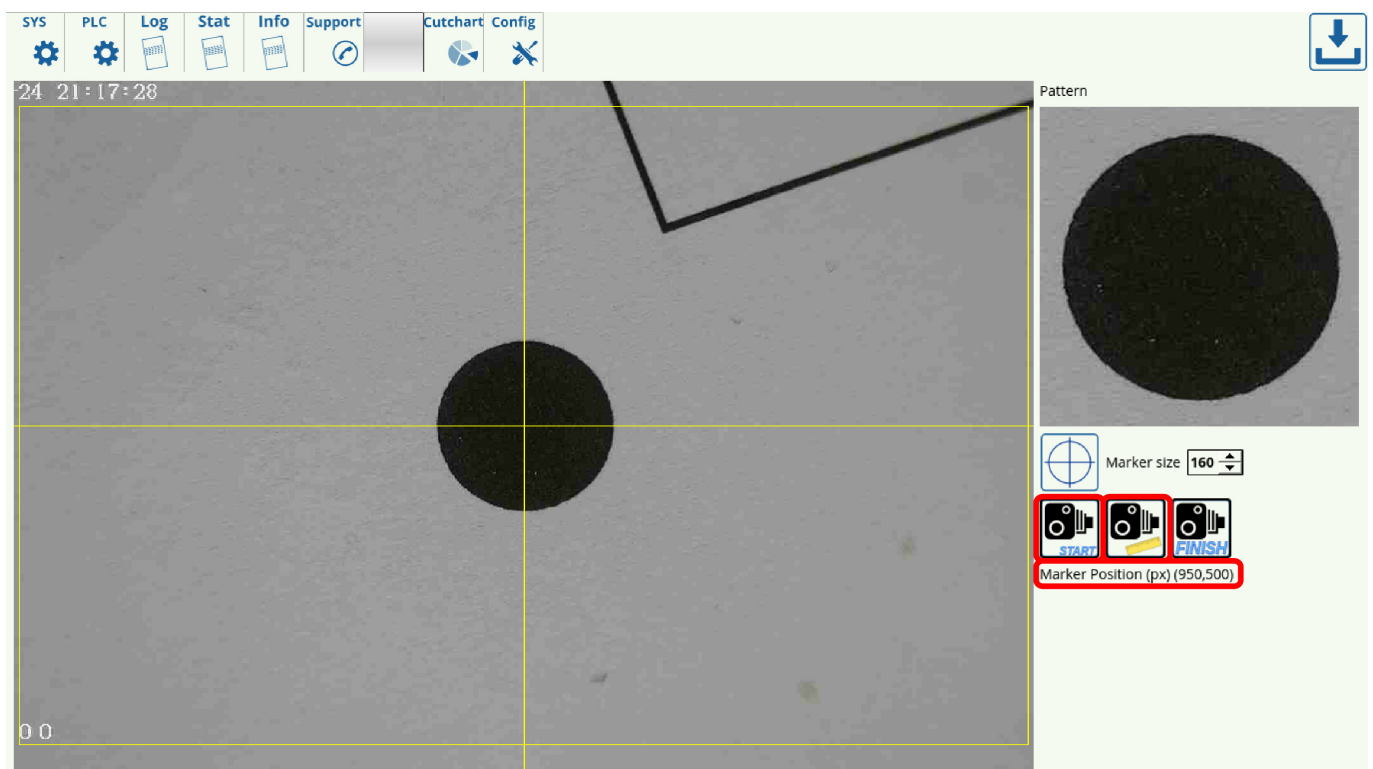 SYS PLC Log Stat Info Support Cutchart Config
24 21:17:28
Pattern
Marker size 160
START
FINISH
Marker Position (px) (950,500)
0 0